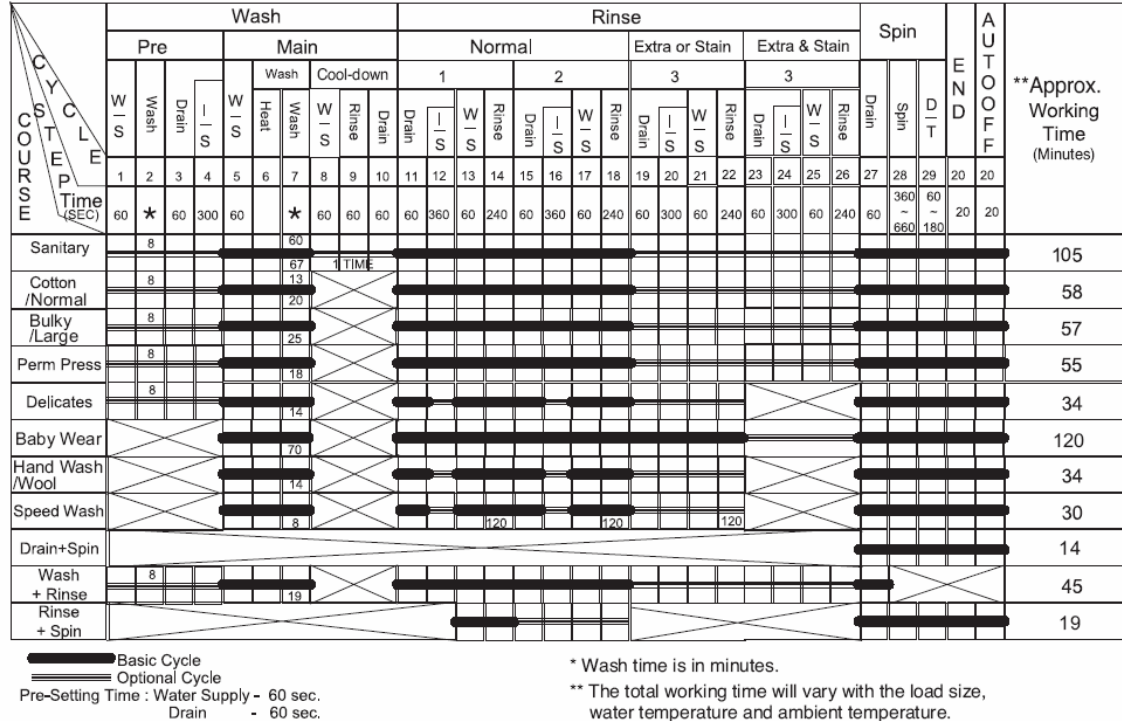 Wash Rinse Spin END AUTOOFF **Approx. Working Time (Minutes)
CYCLE
STEP
COURSE
Pre Main Normal Extra or Stain Extra & Stain
Wash Cool-down 1 2 3 3
W–S Wash Drain I–S W–S Heat Wash W–S Rinse Drain Drain I–S W–S Rinse Drain I–S W–S Rinse Drain I–S W–S Rinse Drain I–S W–S Rinse Drain Spin D–T
1 2 3 4 5 6 7 8 9 10 11 12 13 14 15 16 17 18 19 20 21 22 23 24 25 26 27 28 29 20 20
Time (SEC) 60 * 60 300 60 * 60 60 60 60 360 60 240 60 360 60 240 60 300 60 240 60 300 60 240 60 360 ~ 660 60 ~ 180 20 20
Sanitary 8 60 67 1 TIME 105
Cotton /Normal 8 13 20 58
Bulky /Large 8 25 57
Perm Press 8 18 55
Delicates 8 14 34
Baby Wear 70 120
Hand Wash /Wool 14 34
Speed Wash 8 120 120 120 30
Drain+Spin 14
Wash + Rinse 8 19 45
Rinse + Spin 19
Basic Cycle
Optional Cycle
Pre-Setting Time : Water Supply - 60 sec.
Drain - 60 sec.
* Wash time is in minutes.
** The total working time will vary with the load size,
water temperature and ambient temperature.